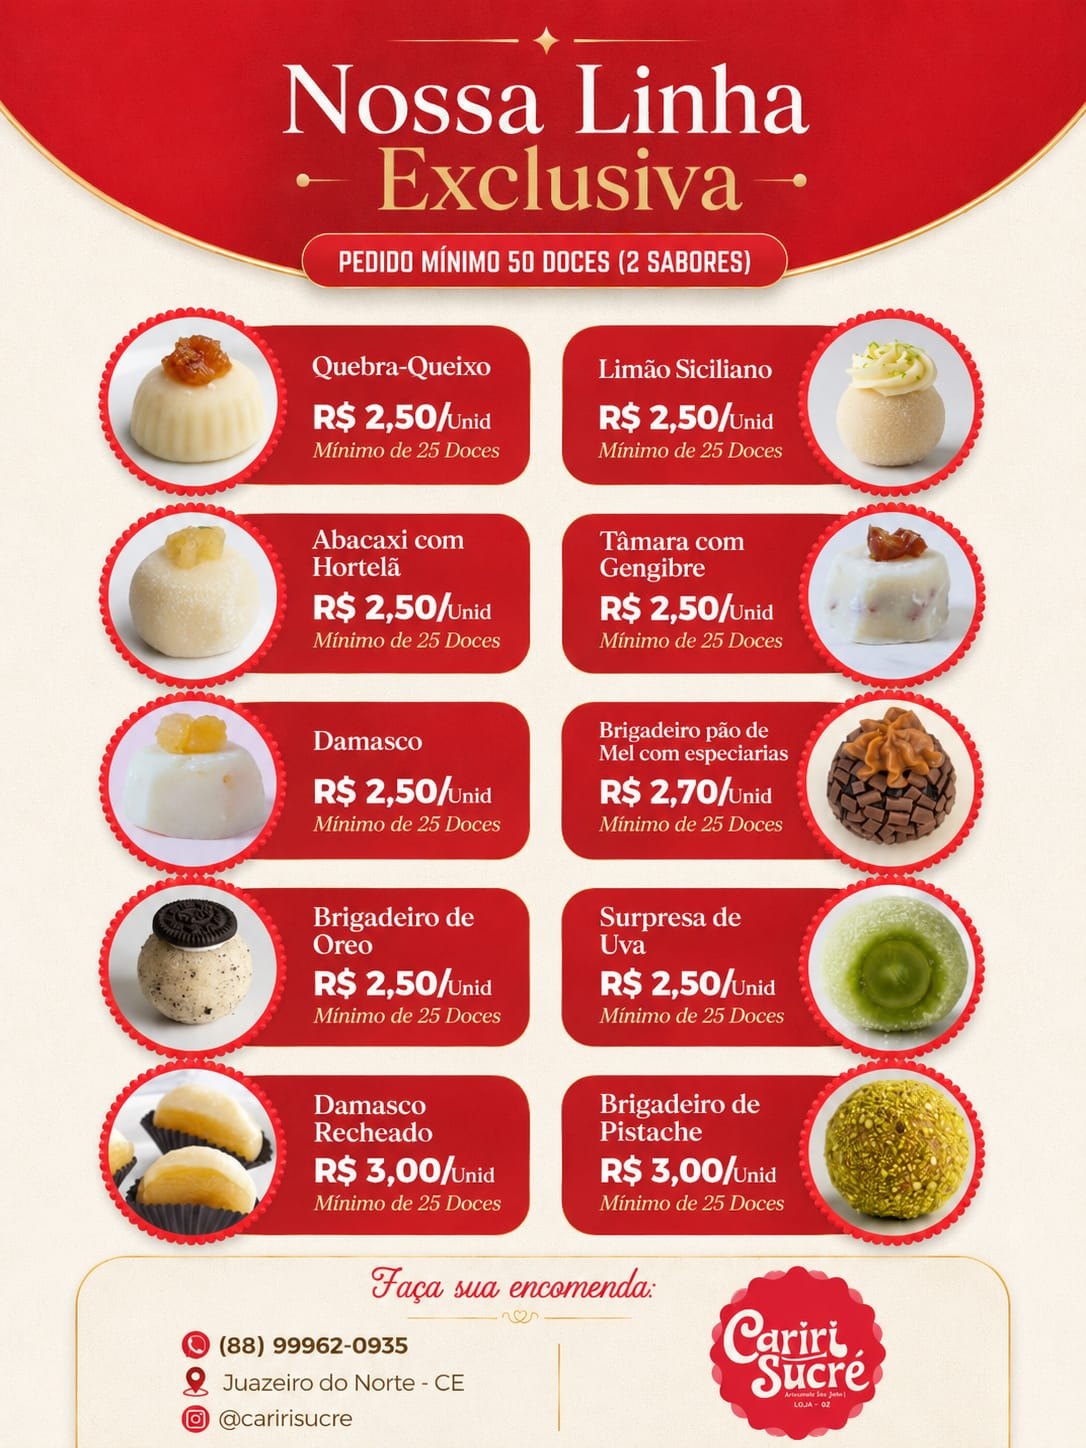 Nossa Linha
Exclusiva
PEDIDO MÍNIMO 50 DOCES (2 SABORES)
Quebra-Queixo
R$ 2,50/Unid
Mínimo de 25 Doces
Limão Siciliano
R$ 2,50/Unid
Mínimo de 25 Doces
Abacaxi com
Hortelã
R$ 2,50/Unid
Mínimo de 25 Doces
Tâmara com
Gengibre
R$ 2,50/Unid
Mínimo de 25 Doces
Damasco
R$ 2,50/Unid
Mínimo de 25 Doces
Brigadeiro pão de
Mel com especiarias
R$ 2,70/Unid
Mínimo de 25 Doces
Brigadeiro de
Oreo
R$ 2,50/Unid
Mínimo de 25 Doces
Surpresa de
Uva
R$ 2,50/Unid
Mínimo de 25 Doces
Damasco
Recheado
R$ 3,00/Unid
Mínimo de 25 Doces
Brigadeiro de
Pistache
R$ 3,00/Unid
Mínimo de 25 Doces
Faça sua encomenda:
(88) 99962-0935
Juazeiro do Norte - CE
@caririsucre
Cariri
Sucré
LOJA - 02